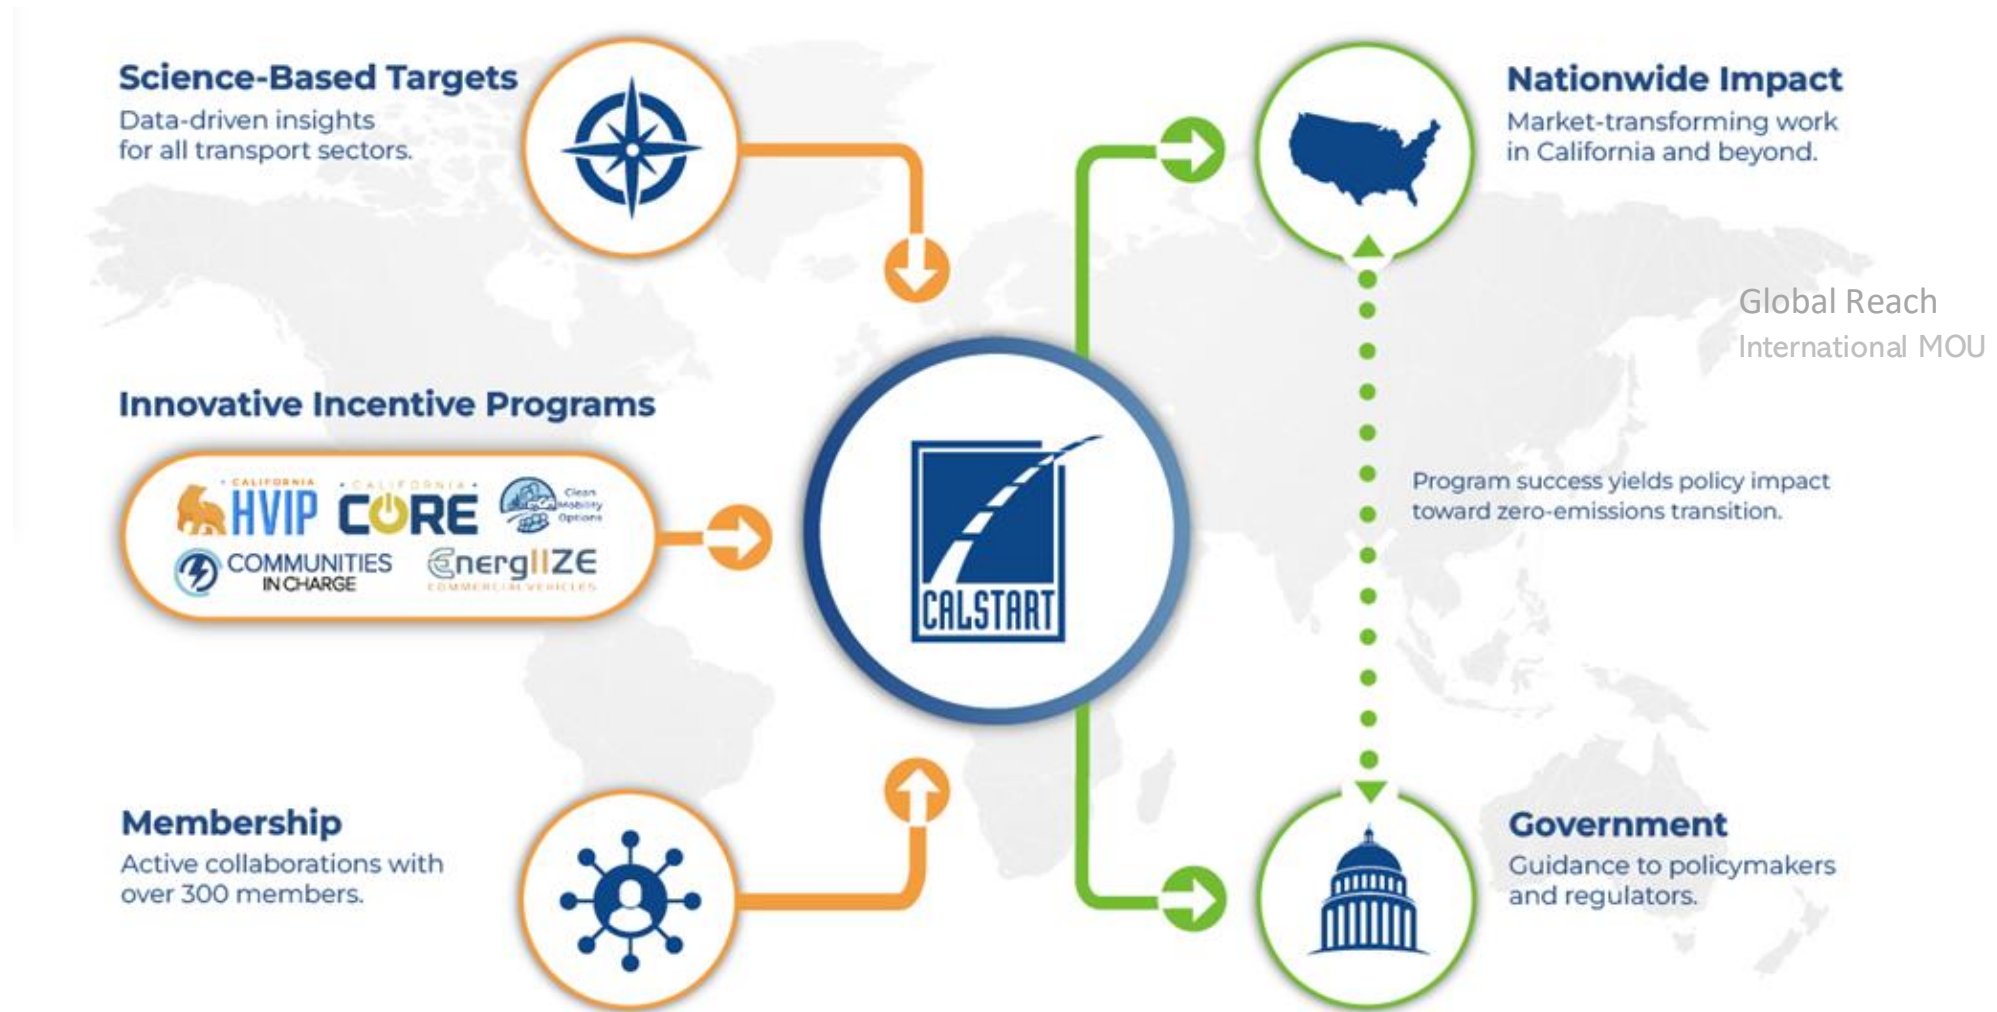 Science-Based Targets
Data-driven insights
for all transport sectors.
Innovative Incentive Programs
CALIFORNIA
HVIP
CALIFORNIA
CORE
Clean
Mobility
Options
COMMUNITIES
IN CHARGE
EnergIIZE
COMMERCIAL VEHICLES
Membership
Active collaborations with
over 300 members.
CALSTART
Nationwide Impact
Market-transforming work
in California and beyond.
Global Reach
International MOU
Program success yields policy impact
toward zero-emissions transition.
Government
Guidance to policymakers
and regulators.